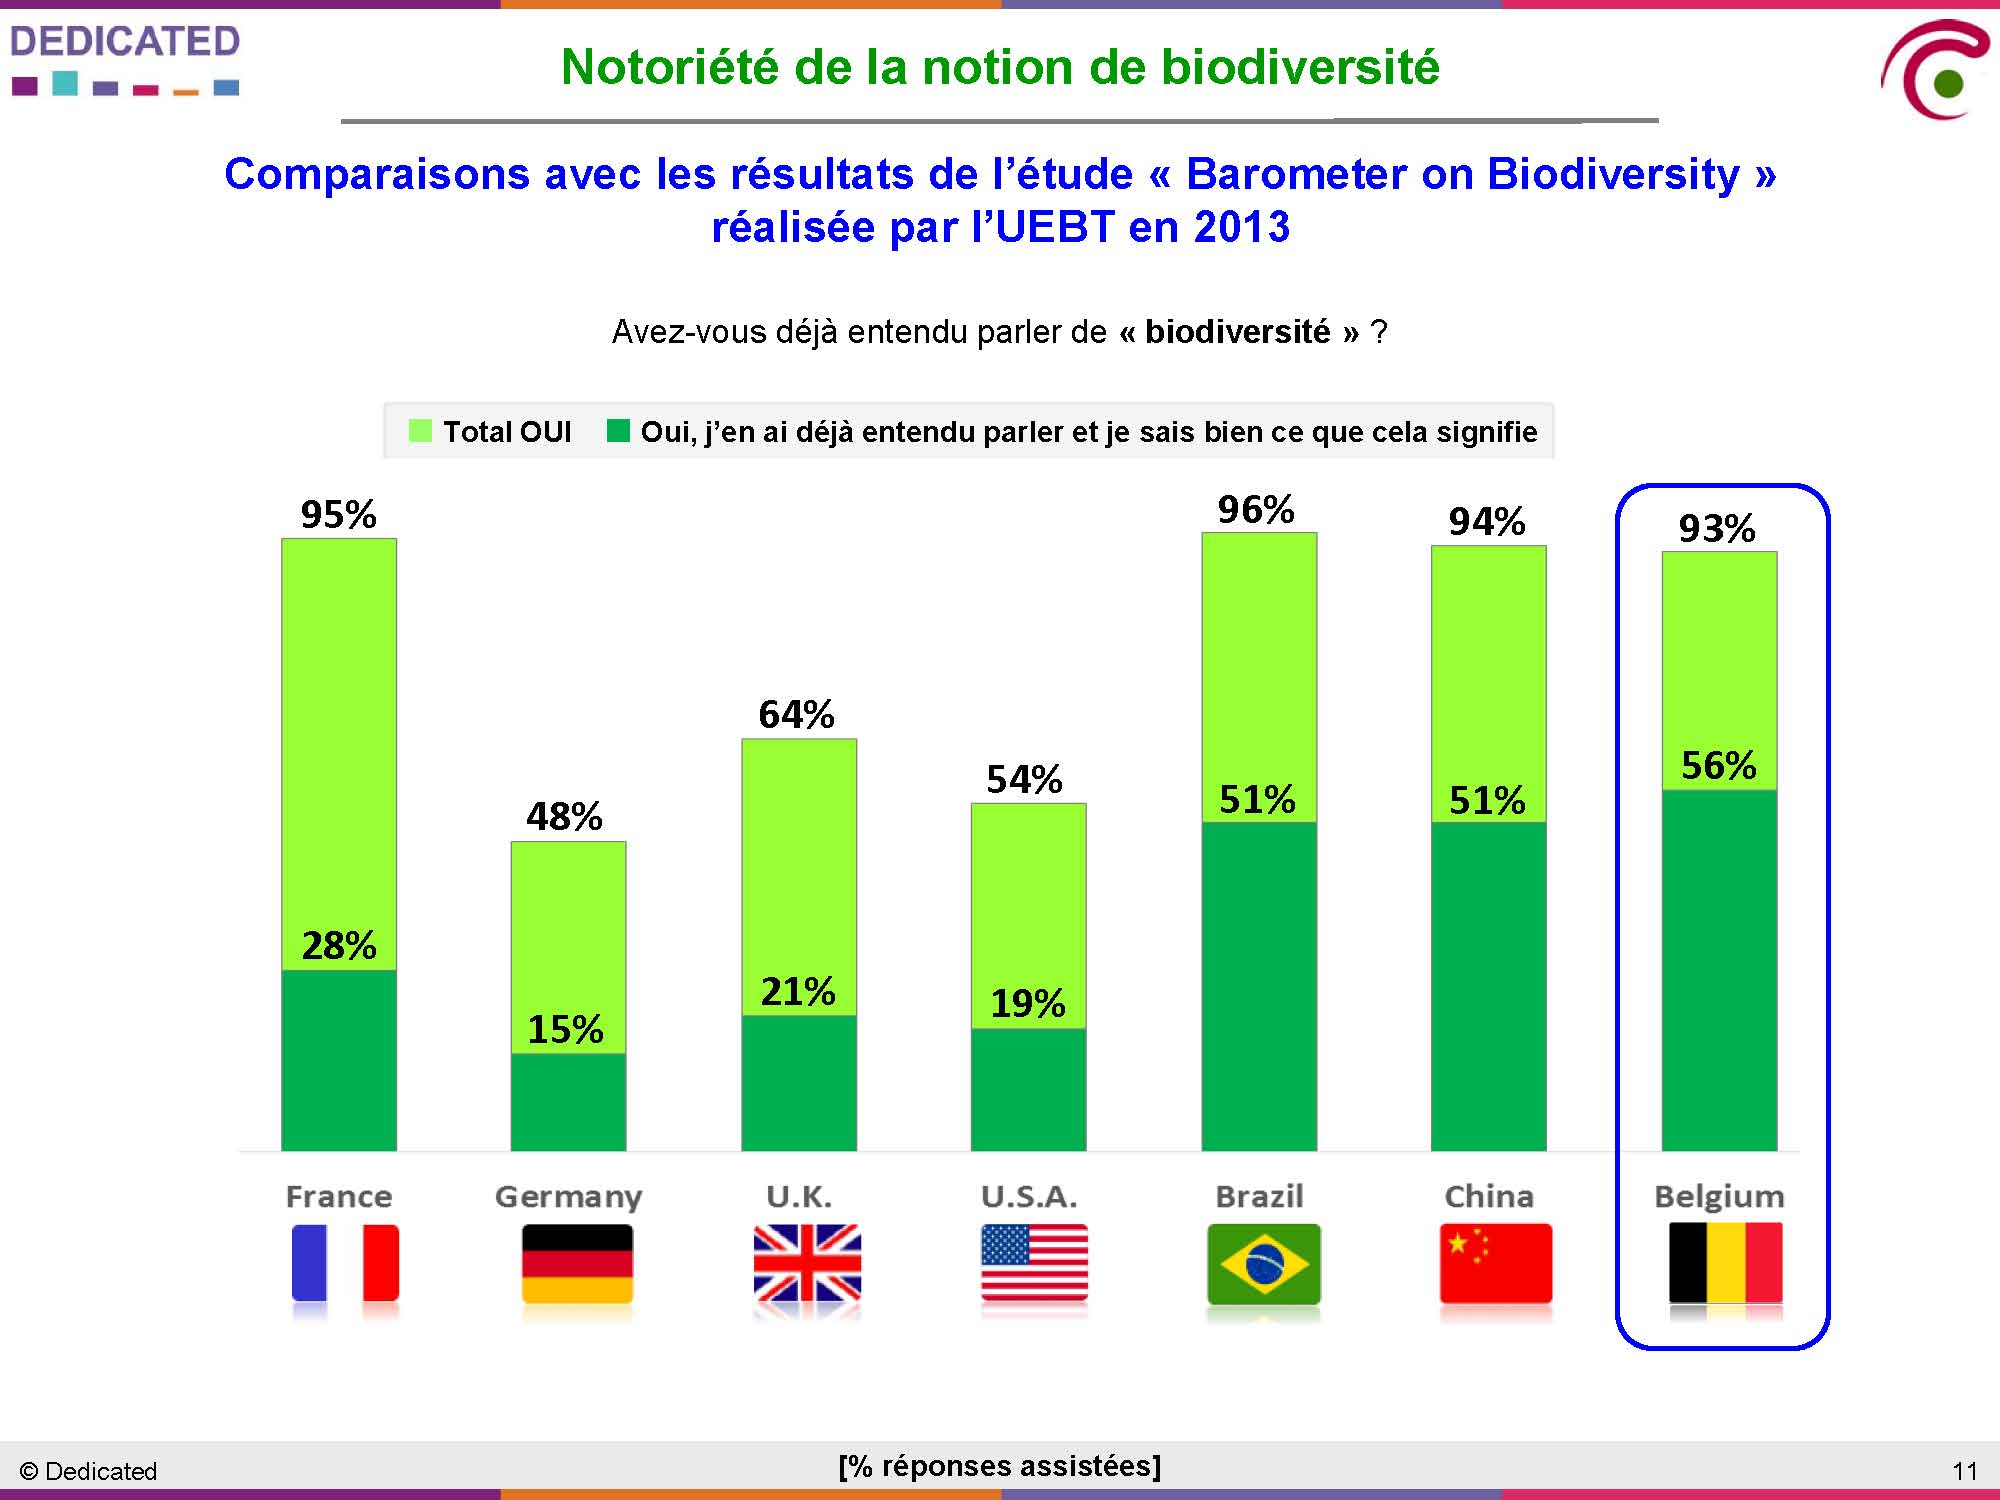 DEDICATED
Notoriété de la notion de biodiversité
Comparaisons avec les résultats de l’étude « Barometer on Biodiversity »
réalisée par l’UEBT en 2013
Avez-vous déjà entendu parler de « biodiversité » ?
Total OUI Oui, j’en ai déjà entendu parler et je sais bien ce que cela signifie
95% 48% 64% 54% 96% 94% 93%
28% 15% 21% 19% 51% 51% 56%
France Germany U.K. U.S.A. Brazil China Belgium
© Dedicated [% réponses assistées] 11